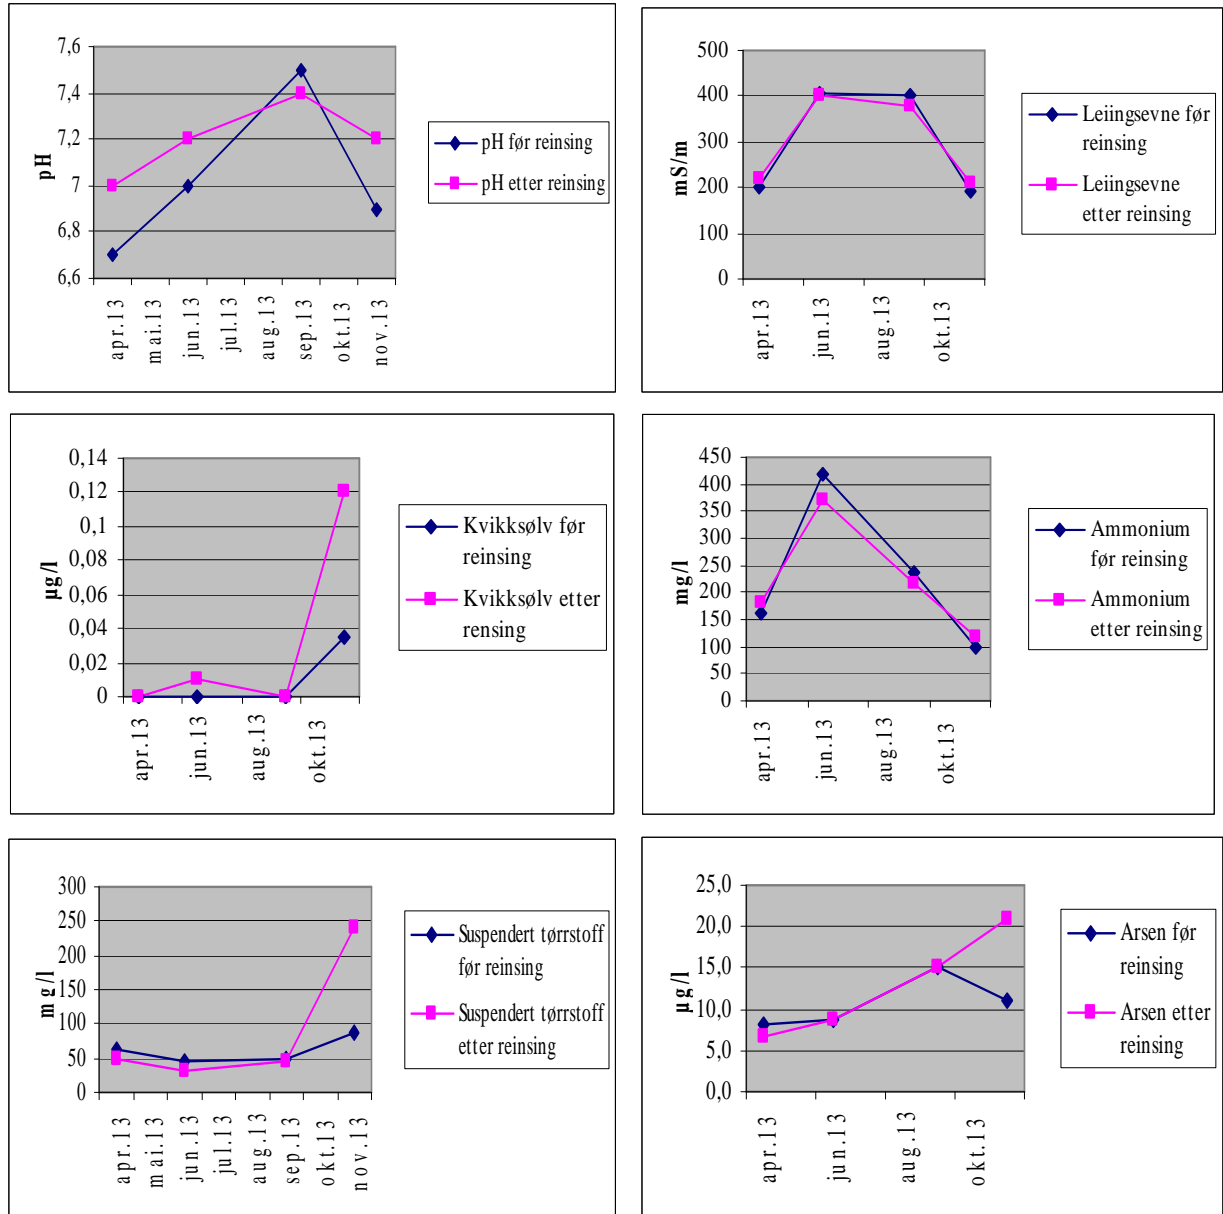 7,6
7,4
7,2
7
6,8
6,6
pH
apr.13
mai.13
jun.13
jul.13
aug.13
sep.13
okt.13
nov.13
pH før reinsing
pH etter reinsing
500
400
300
200
100
0
mS/m
apr.13
jun.13
aug.13
okt.13
Leiingsevne før
reinsing
Leiingsevne
etter reinsing
0,14
0,12
0,1
0,08
0,06
0,04
0,02
0
µg/l
apr.13
jun.13
aug.13
okt.13
Kvikksølv før
reinsing
Kvikksølv etter
rensing
450
400
350
300
250
200
150
100
50
0
mg/l
apr.13
jun.13
aug.13
okt.13
Ammonium
før reinsing
Ammonium
etter reinsing
300
250
200
150
100
50
0
mg/l
apr.13
mai.13
jun.13
jul.13
aug.13
sep.13
okt.13
nov.13
Suspendert tørrstoff
før reinsing
Suspendert tørrstoff
etter reinsing
25,0
20,0
15,0
10,0
5,0
0,0
µg/l
apr.13
jun.13
aug.13
okt.13
Arsen før
reinsing
Arsen etter
reinsing